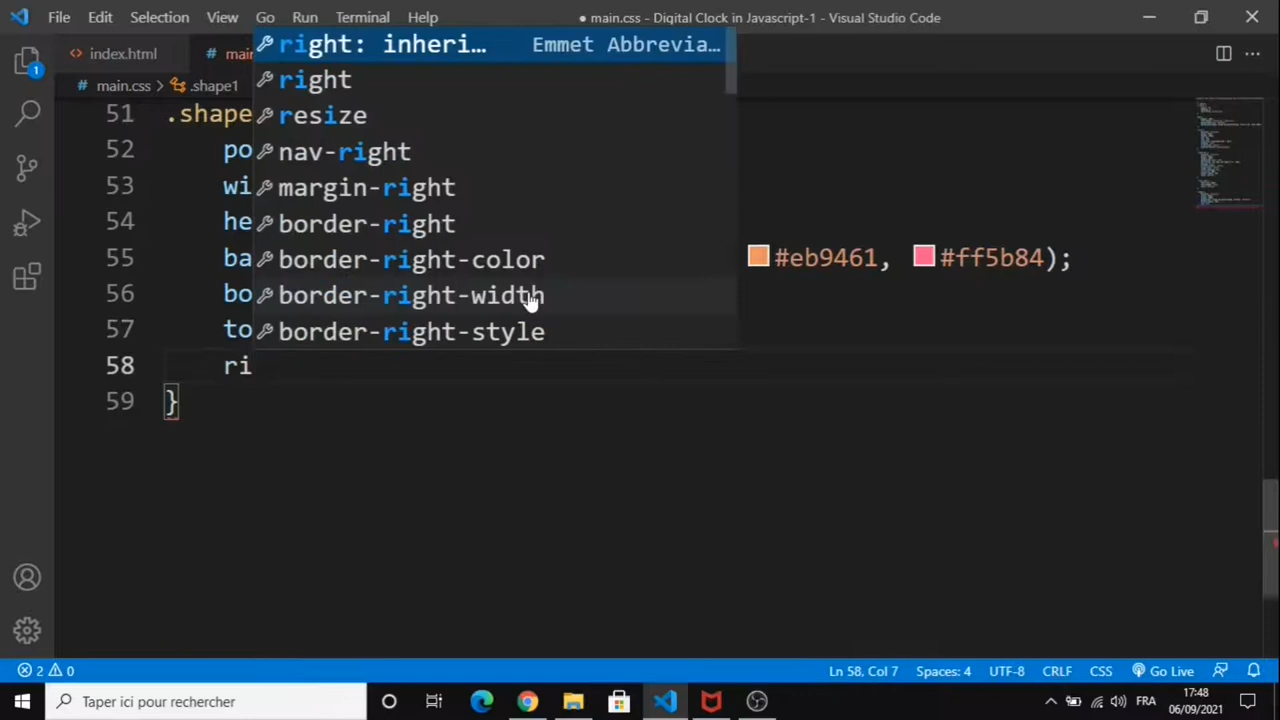 File Edit Selection View Go Run Terminal Help
● main.css - Digital Clock in Javascript-1 - Visual Studio Code
1
<> index.html
# mai
# main.css > .shape1
right: inheri… Emmet Abbrevia…
right
resize
nav-right
margin-right
border-right
border-right-color
border-right-width
border-right-style
51 .shape
52 po
53 wi
54 he
55 ba #eb9461, #ff5b84);
56 bo
57 to
58 ri
59 }
2 0 Ln 58, Col 7 Spaces: 4 UTF-8 CRLF CSS Go Live
Taper ici pour rechercher
FRA
17:48
06/09/2021